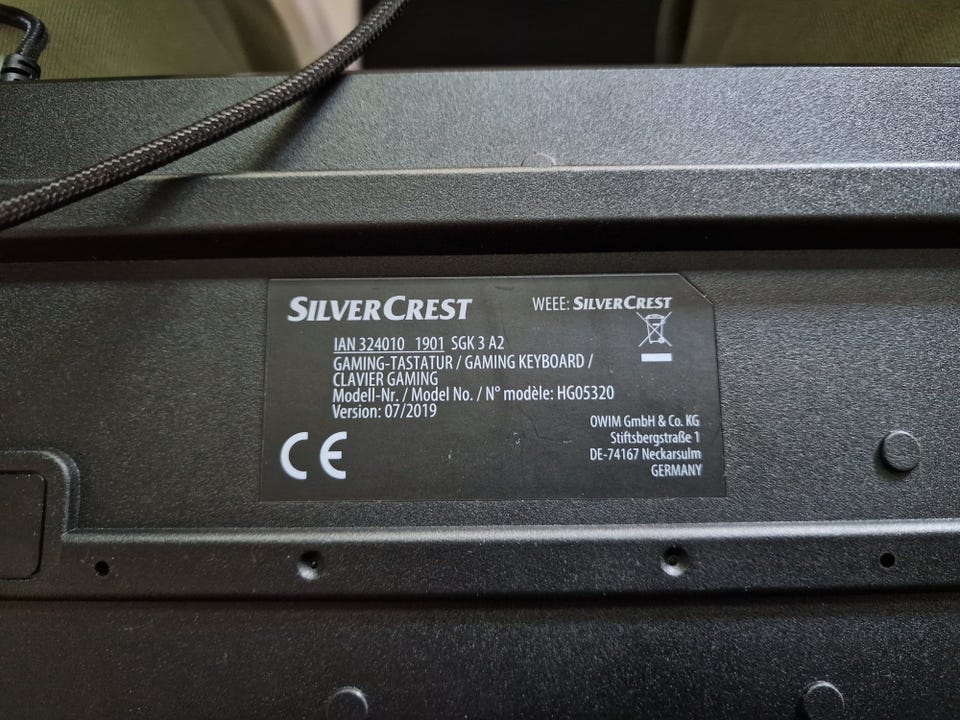 SILVERCREST
WEEE: SILVERCREST
IAN 324010 1901 SGK 3 A2
GAMING-TASTATUR / GAMING KEYBOARD /
CLAVIER GAMING
Modell-Nr. / Model No. / N° modèle: HG05320
Version: 07/2019
CE
OWIM GmbH & Co. KG
Stiftsbergstraße 1
DE-74167 Neckarsulm
GERMANY